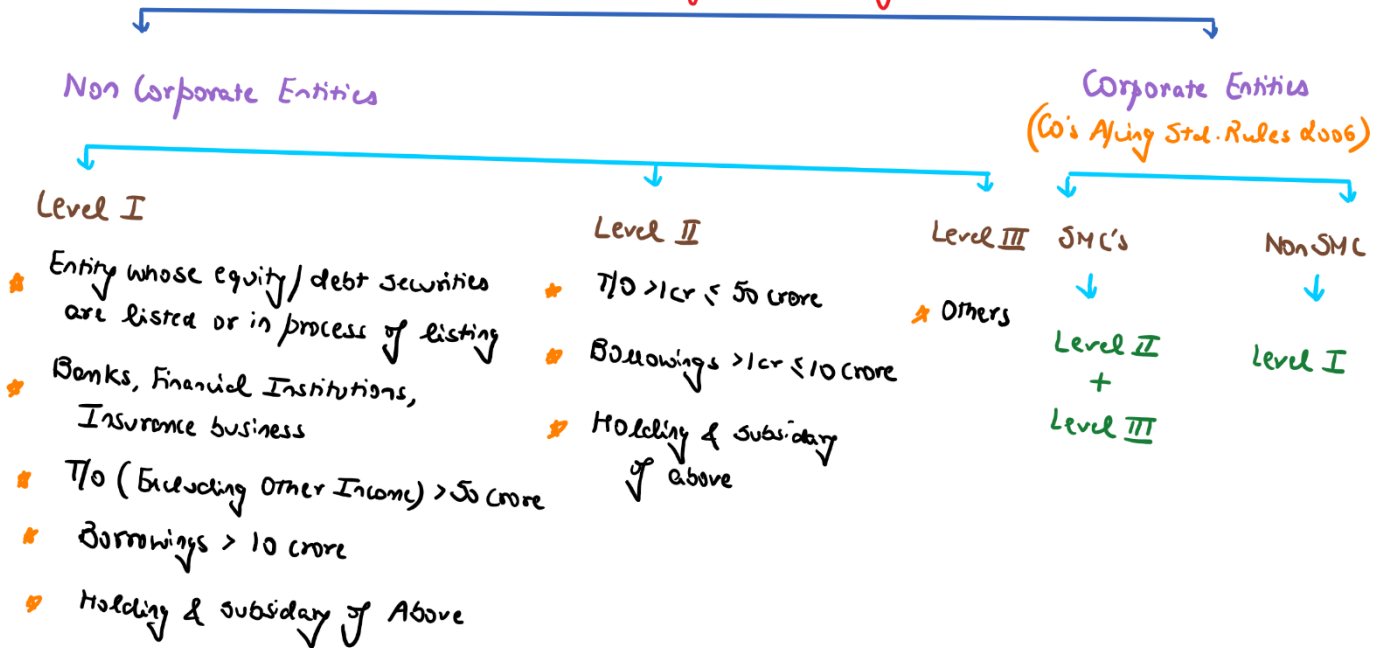 Non Corporate Entities
Corporate Entities
(Co's A/cing Std. Rules 2006)
Level I
Entity whose equity/debt securities
are listed or in process of listing
Banks, Financial Institutions,
Insurance business
T/O (Excluding Other Income) > 50 crore
Borrowings > 10 crore
Holding & subsidary of Above
Level II
T/O >1cr ≤ 50 crore
Borrowings >1cr ≤ 10 crore
Holding & subsidary
of above
Level III
Others
SMC's
Level II
+
Level III
Non SMC
Level I